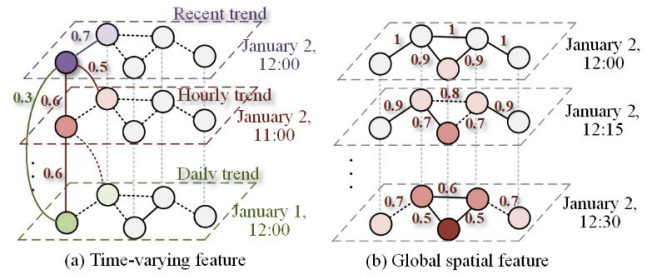 Recent trend
0.7
January 2,
12:00
0.5
0.3
0.6
Hourly trend
January 2,
11:00
0.6
Daily trend
January 1,
12:00
(a) Time-varying feature
1
1
1
0.9
0.9
January 2,
12:00
0.9
0.8
0.9
0.7
0.7
January 2,
12:15
0.7
0.6
0.7
0.5
0.5
January 2,
12:30
(b) Global spatial feature